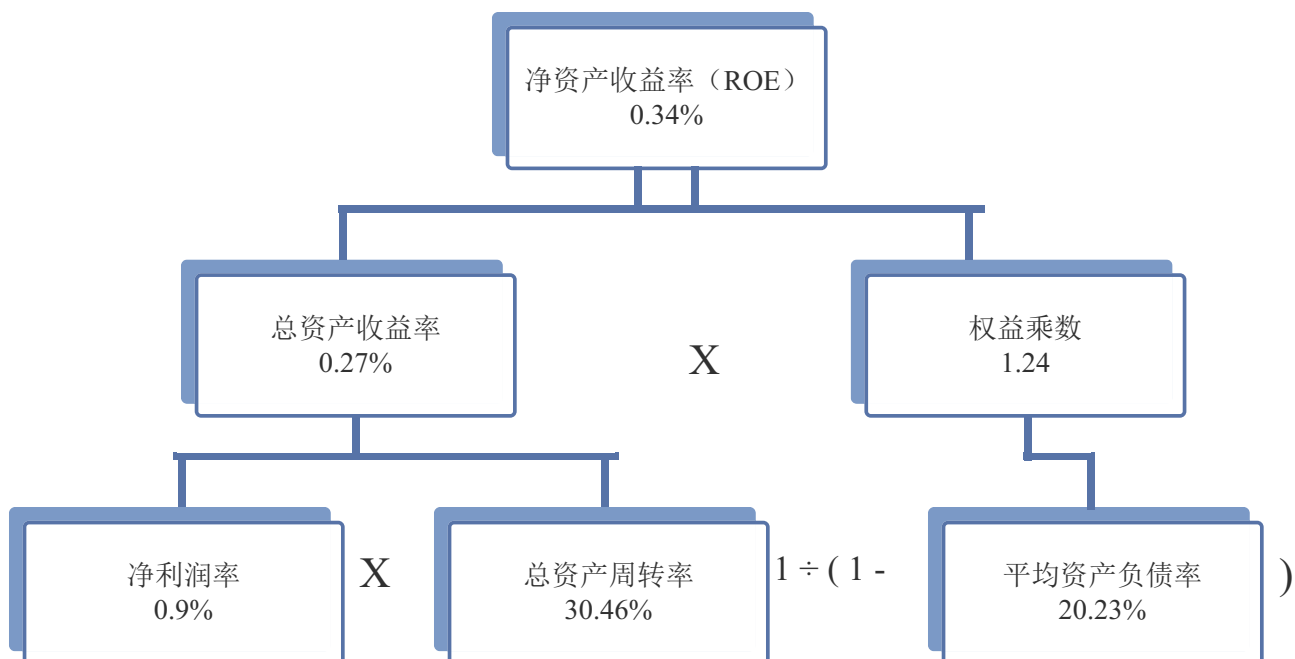 净资产收益率（ROE）
0.34%
总资产收益率
0.27%
X
权益乘数
1.24
净利润率
0.9%
X
总资产周转率
30.46%
1 ÷ ( 1 -
平均资产负债率
20.23%
)